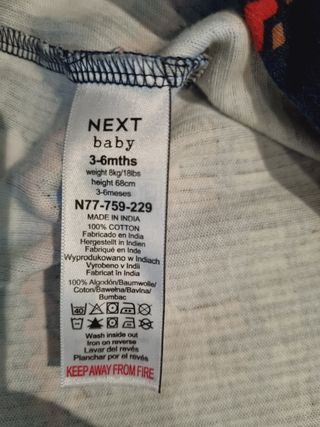 NEXT
baby
3-6mths
weight 8kg/18lbs
height 68cm
3-6meses
N77-759-229
MADE IN INDIA
100% COTTON
Fabricado en India
Hergestellt in Indien
Fabriqué en Inde
Wyprodukowano w Indiach
Vyrobeno v Indii
Fabricat în India
100% Algodón/Baumwolle/
Coton/Bawełna/Bavlna/
Bumbac
40
Wash inside out
Iron on reverse
Lavar del revés
Planchar por el revés
KEEP AWAY FROM FIRE